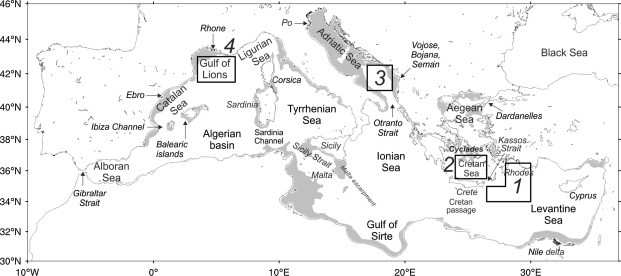 46°N
44°N
42°N
40°N
38°N
36°N
34°N
32°N
30°N
10°W
0°
10°E
20°E
30°E
Rhone
4
Ligurian Sea
Po
Adriatic Sea
Vojose,
Bojana,
Seman
Black Sea
Gulf of
Lions
Corsica
3
Ebro
Catalan Sea
Sardinia
Tyrrhenian
Sea
Otranto
Strait
Aegean
Sea
Dardanelles
Ibiza Channel
Balearic
islands
Algerian
basin
Sardinia
Channel
Sicily
Sicily Strait
Malta
Malta escarpment
Ionian
Sea
Cyclades
Kassos
Strait
2
Cretan
Sea
Rhodes
1
Crete
Cretan
passage
Cyprus
Alboran
Sea
Gibraltar
Strait
Levantine
Sea
Gulf of
Sirte
Nile delta